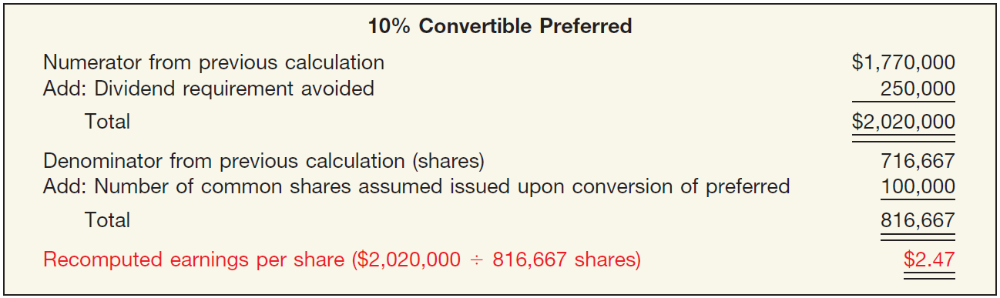 10% Convertible Preferred
Numerator from previous calculation $1,770,000
Add: Dividend requirement avoided 250,000
Total $2,020,000
Denominator from previous calculation (shares) 716,667
Add: Number of common shares assumed issued upon conversion of preferred 100,000
Total 816,667
Recomputed earnings per share ($2,020,000 ÷ 816,667 shares) $2.47